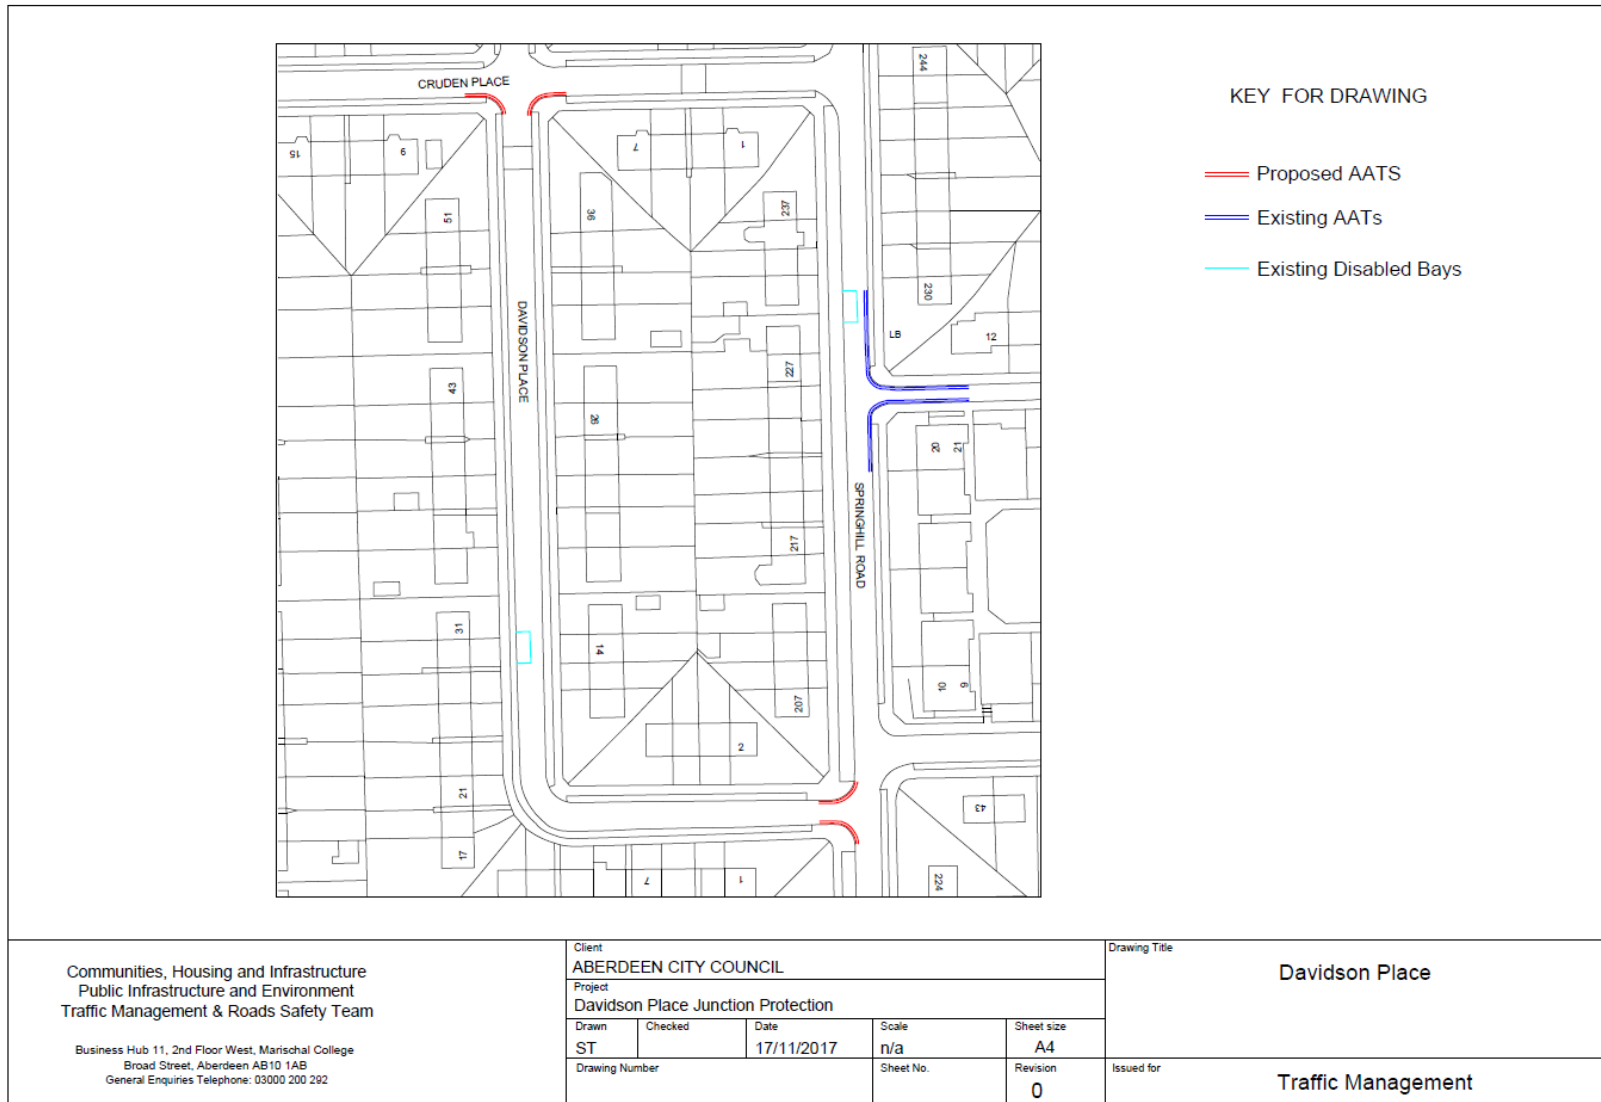 CRUDEN PLACE
244
15
9
7
1
51
36
237
230
LB
12
DAVIDSON PLACE
227
43
26
20
21
SPRINGHILL ROAD
217
31
14
10
9
207
2
21
43
17
7
1
224
KEY FOR DRAWING
Proposed AATS
Existing AATs
Existing Disabled Bays
Communities, Housing and Infrastructure
Public Infrastructure and Environment
Traffic Management & Roads Safety Team
Business Hub 11, 2nd Floor West, Marischal College
Broad Street, Aberdeen AB10 1AB
General Enquiries Telephone: 03000 200 292
Client
ABERDEEN CITY COUNCIL
Project
Davidson Place Junction Protection
Drawn
ST
Checked
Date
17/11/2017
Scale
n/a
Sheet size
A4
Drawing Number
Sheet No.
Revision
0
Drawing Title
Davidson Place
Issued for
Traffic Management